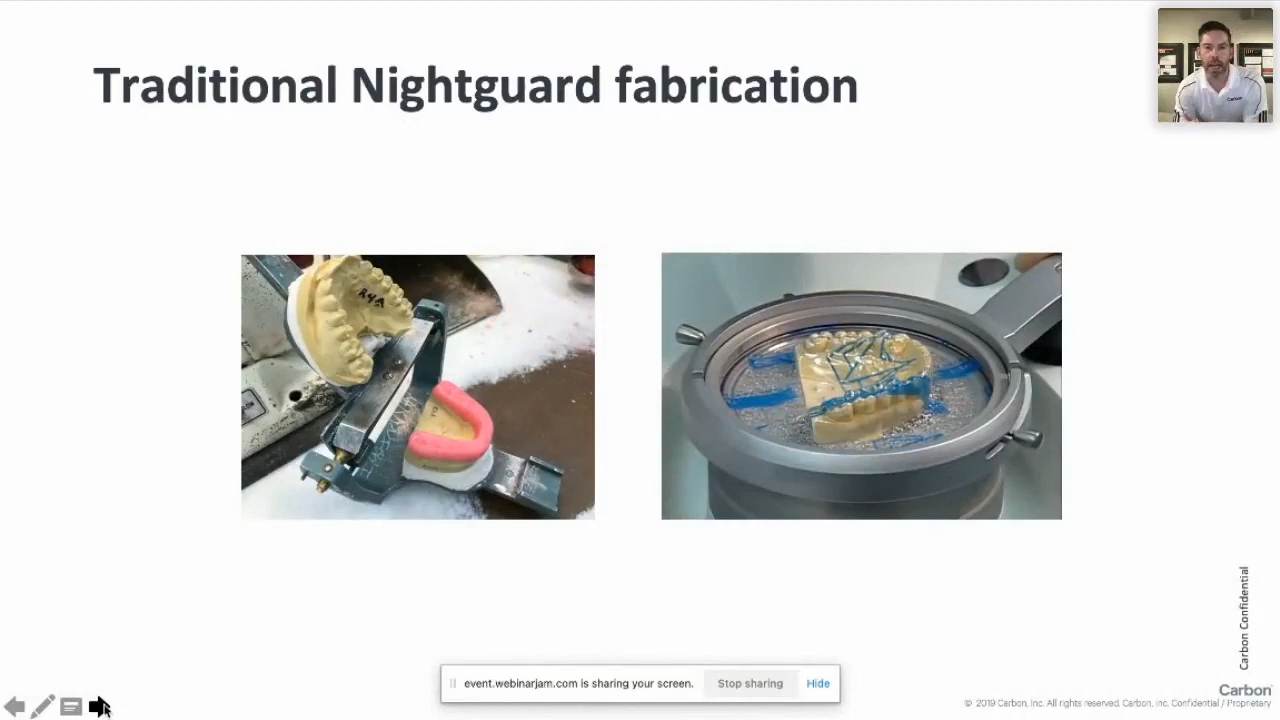 Traditional Nightguard fabrication
Carbon
Carbon Confidential
event.webinarjam.com is sharing your screen.
Stop sharing
Hide
Carbon
© 2019 Carbon, Inc. All rights reserved. Carbon, Inc. Confidential / Proprietary